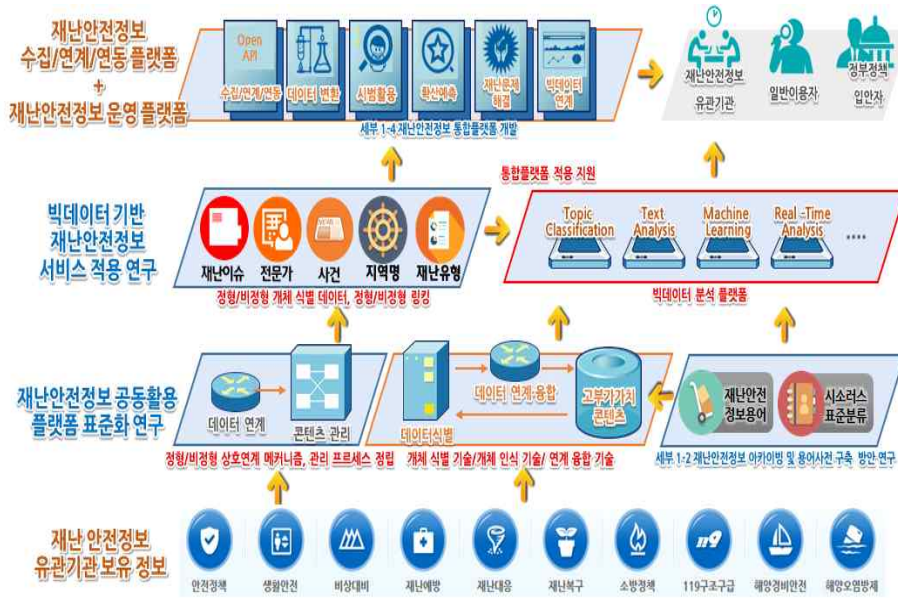 재난안전정보
수집/연계/연동 플랫폼
+
재난안전정보 운영 플랫폼
Open
API
수집/연계/연동
데이터 변환
시범활용
확산예측
재난문제
해결
빅데이터
연계
세부 1-4 재난안전정보 통합플랫폼 개발
재난안전정보
유관기관
일반이용자
정부정책
입안자
빅데이터 기반
재난안전정보
서비스 적용 연구
재난이슈
전문가
사건
지역명
재난유형
정형/비정형 개체 식별 데이터, 정형/비정형 링킹
통합플랫폼 적용 지원
Topic
Classification
Text
Analysis
Machine
Learning
Real -Time
Analysis
....
빅데이터 분석 플랫폼
재난안전정보 공동활용
플랫폼 표준화 연구
데이터 연계
콘텐츠 관리
정형/비정형 상호연계 메커니즘, 관리 프르세스 정립
데이터식별
데이터 연계·융합
고부가가치
콘텐츠
개체 식별 기술/개체 인식 기술/ 연계 융합 기술
재난안전
정보용어
시소러스
표준분류
세부 1-2 재난안전정보 아카이빙 및 용어사전 구축 방안 연구
재난 안전정보
유관기관 보유 정보
안전정책
생활안전
비상대비
재난예방
재난대응
재난복구
소방정책
119구조구급
해양경비안전
해양오염방제